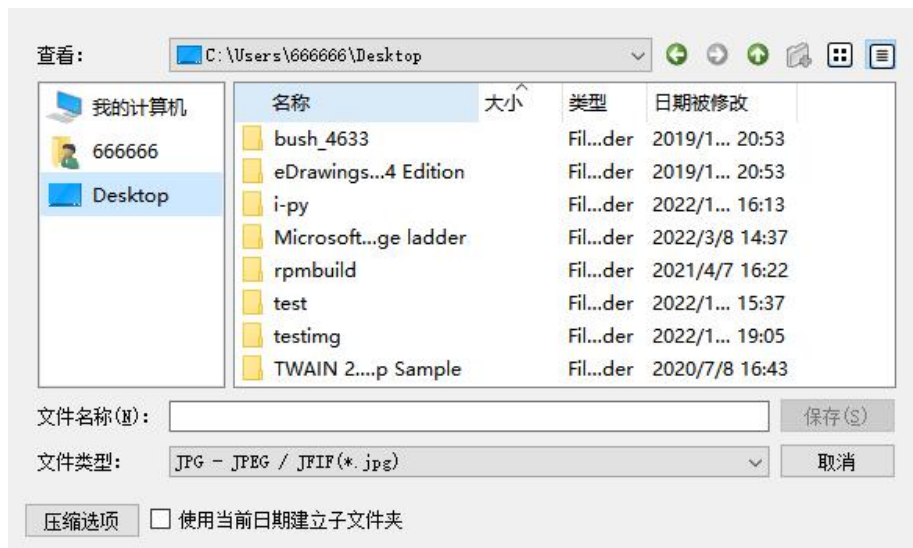 查看: C:\Users\666666\Desktop
我的计算机
666666
Desktop
名称 大小 类型 日期被修改
bush_4633 Fil...der 2019/1... 20:53
eDrawings...4 Edition Fil...der 2019/1... 20:53
i-py Fil...der 2022/1... 16:13
Microsoft...ge ladder Fil...der 2022/3/8 14:37
rpmbuild Fil...der 2021/4/7 16:22
test Fil...der 2022/1... 15:37
testimg Fil...der 2022/1... 19:05
TWAIN 2....p Sample Fil...der 2020/7/8 16:43
文件名称(N): 保存(S)
文件类型: JPG - JPEG / JFIF(*.jpg) 取消
压缩选项 使用当前日期建立子文件夹